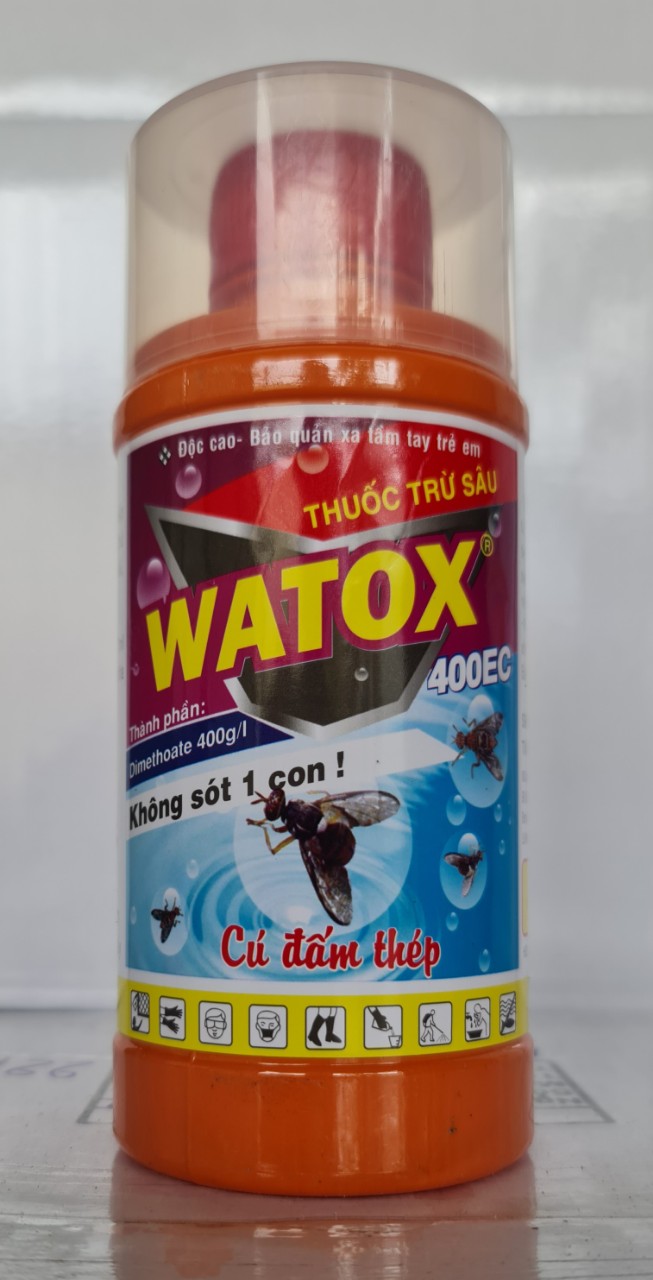 ❖ Độc cao- Bảo quản xa tầm tay trẻ em
THUỐC TRỪ SÂU
WATOX®
400EC
Thành phần:
Dimethoate 400g/l
Không sót 1 con !
Cú đấm thép